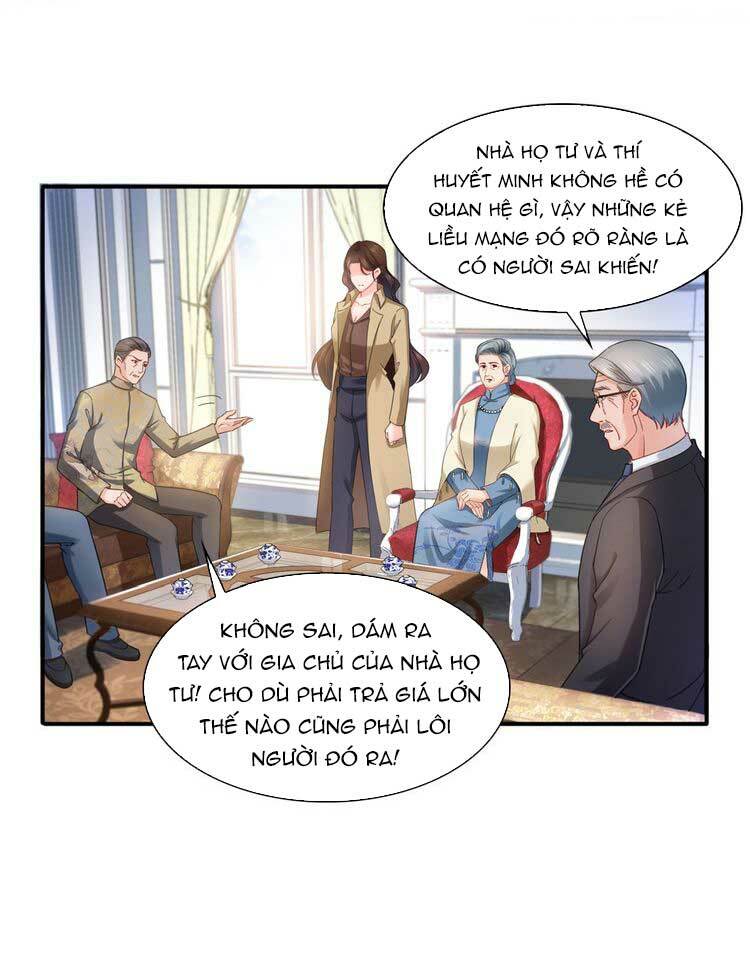 NHÀ HỌ TƯ VÀ THÍ
HUYẾT MINH KHÔNG HỀ CÓ
QUAN HỆ GÌ, VẬY NHỮNG KẺ
LIỀU MẠNG ĐÓ RÕ RÀNG LÀ
CÓ NGƯỜI SAI KHIẾN!
KHÔNG SAI, DÁM RA
TAY VỚI GIA CHỦ CỦA NHÀ HỌ
TƯ! CHO DÙ PHẢI TRẢ GIÁ LỚN
THẾ NÀO CŨNG PHẢI LÔI
NGƯỜI ĐÓ RA!